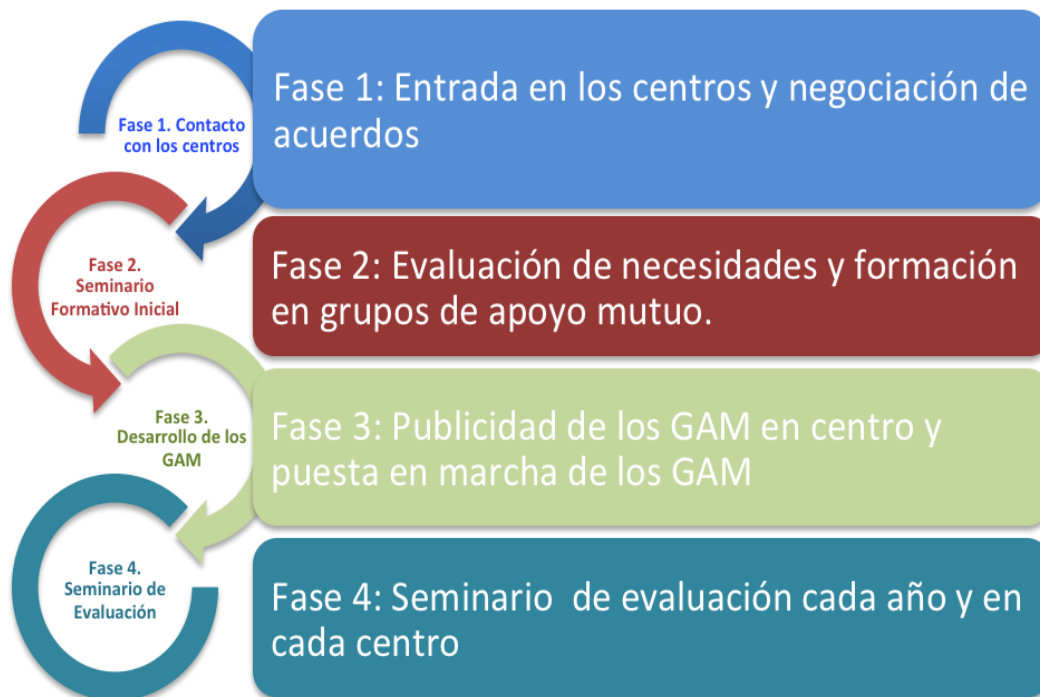 Fase 1. Contacto
con los centros
Fase 1: Entrada en los centros y negociación de
acuerdos
Fase 2.
Seminario
Formativo Inicial
Fase 2: Evaluación de necesidades y formación
en grupos de apoyo mutuo.
Fase 3.
Desarrollo de los
GAM
Fase 3: Publicidad de los GAM en centro y
puesta en marcha de los GAM
Fase 4.
Seminario de
Evaluación
Fase 4: Seminario  de evaluación cada año y en
cada centro